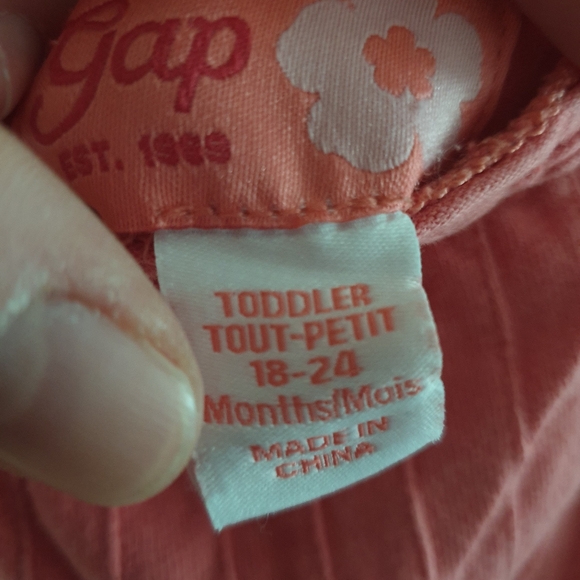 Gap
EST. 1969
TODDLER
TOUT-PETIT
18-24
Months/Mois
MADE IN
CHINA